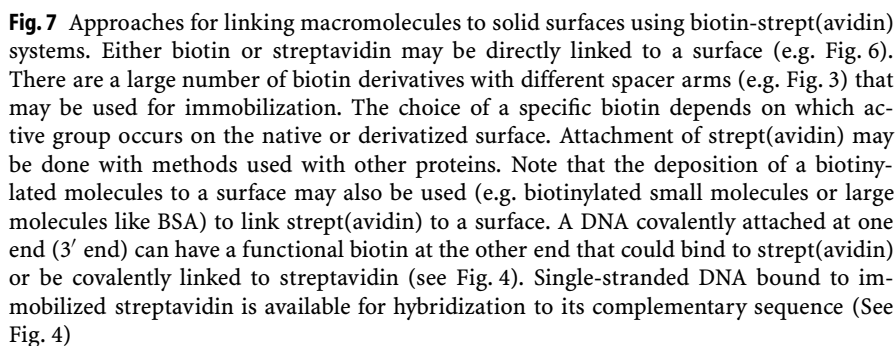 Fig. 7 Approaches for linking macromolecules to solid surfaces using biotin-strept(avidin)
systems. Either biotin or streptavidin may be directly linked to a surface (e.g. Fig. 6).
There are a large number of biotin derivatives with different spacer arms (e.g. Fig. 3) that
may be used for immobilization. The choice of a specific biotin depends on which ac-
tive group occurs on the native or derivatized surface. Attachment of strept(avidin) may
be done with methods used with other proteins. Note that the deposition of a biotiny-
lated molecules to a surface may also be used (e.g. biotinylated small molecules or large
molecules like BSA) to link strept(avidin) to a surface. A DNA covalently attached at one
end (3′ end) can have a functional biotin at the other end that could bind to strept(avidin)
or be covalently linked to streptavidin (see Fig. 4). Single-stranded DNA bound to im-
mobilized streptavidin is available for hybridization to its complementary sequence (See
Fig. 4)